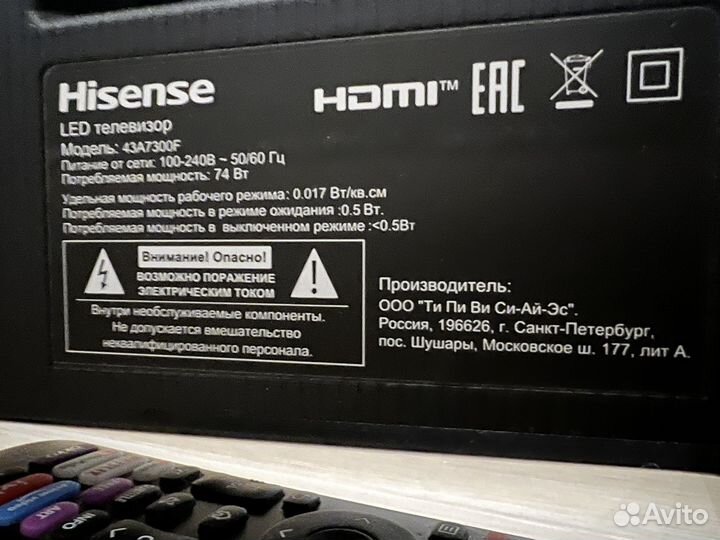 Hisense
HDMI™ EAC
LED телевизор
Модель: 43A7300F
Питание от сети: 100-240В ~ 50/60 Гц
Потребляемая мощность: 74 Вт
Удельная мощность рабочего режима: 0.017 Вт/кв.см
Потребляемая мощность в режиме ожидания :0.5 Вт.
Потребляемая мощность в выключенном режиме :<0.5Вт
Внимание! Опасно!
ВОЗМОЖНО ПОРАЖЕНИЕ
ЭЛЕКТРИЧЕСКИМ ТОКОМ
Внутри необслуживаемые компоненты.
Не допускается вмешательство
неквалифицированного персонала.
Производитель:
ООО "Ти Пи Ви Си-Ай-Эс".
Россия, 196626, г. Санкт-Петербург,
пос. Шушары, Московское ш. 177, лит А.
INFO
ART
Avito